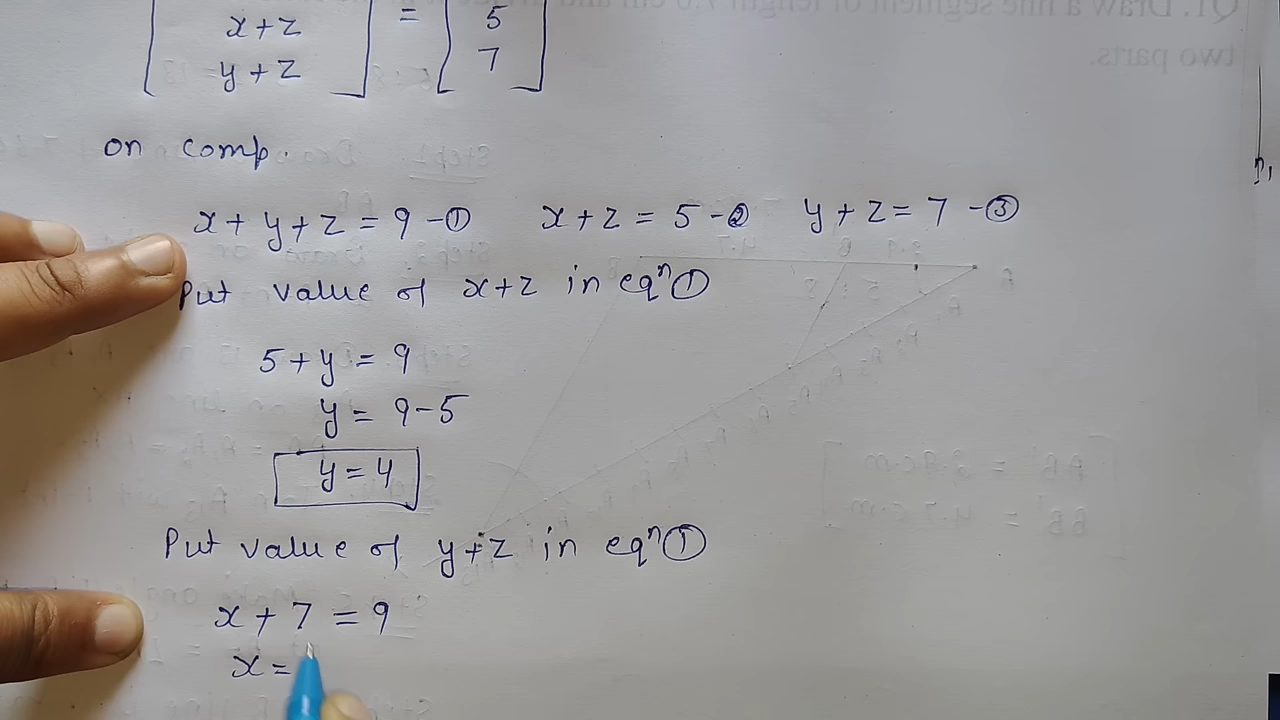 x+z = 5
y+z 7
on comp.
x+y+z=9-① x+z=5-② y+z=7-③
Put value of x+z in eqⁿ①
5+y=9
y=9-5
y=4
Put value of y+z in eqⁿ①
x+7=9
x=